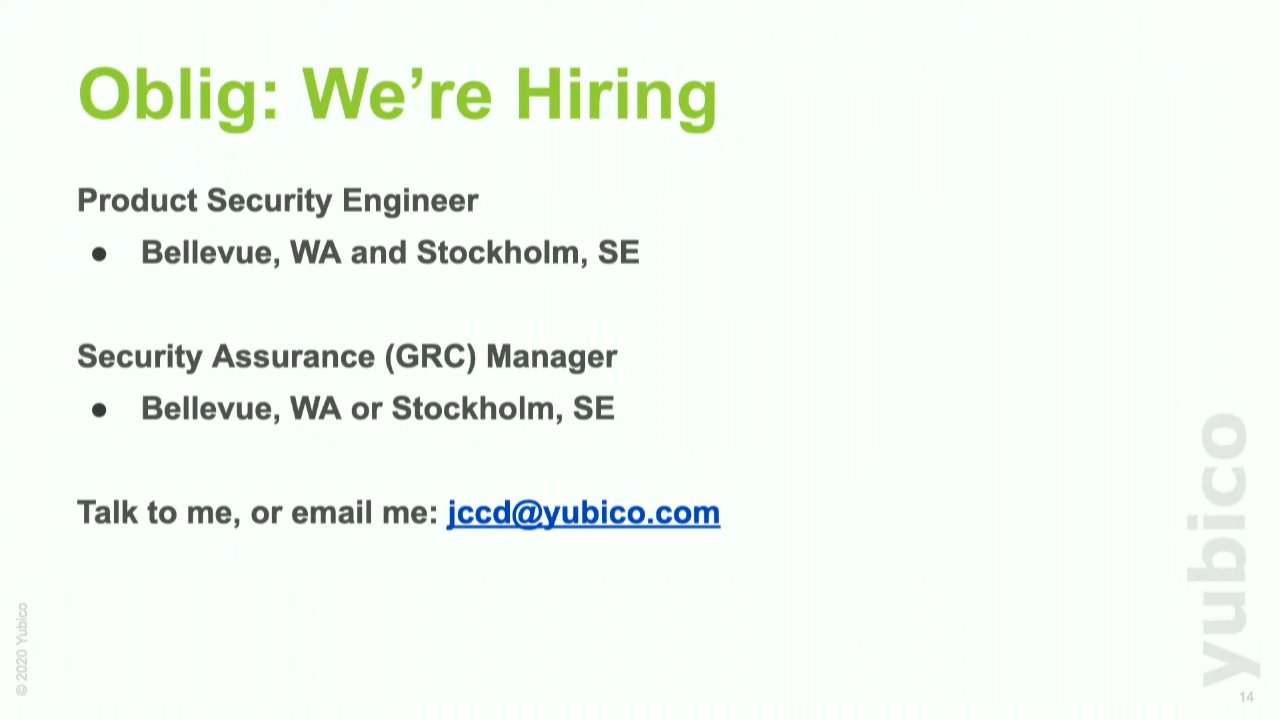 Oblig: We’re Hiring
Product Security Engineer
● Bellevue, WA and Stockholm, SE
Security Assurance (GRC) Manager
● Bellevue, WA or Stockholm, SE
Talk to me, or email me: jccd@yubico.com
yubico
© 2020 Yubico
14